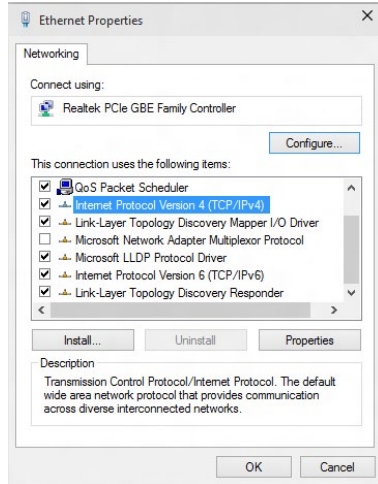 Ethernet Properties
Networking
Connect using:
Realtek PCIe GBE Family Controller
Configure...
This connection uses the following items:
QoS Packet Scheduler
Internet Protocol Version 4 (TCP/IPv4)
Link-Layer Topology Discovery Mapper I/O Driver
Microsoft Network Adapter Multiplexor Protocol
Microsoft LLDP Protocol Driver
Internet Protocol Version 6 (TCP/IPv6)
Link-Layer Topology Discovery Responder
Install... Uninstall Properties
Description
Transmission Control Protocol/Internet Protocol. The default
wide area network protocol that provides communication
across diverse interconnected networks.
OK Cancel